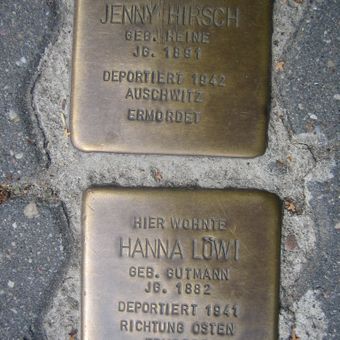 JENNY HIRSCH
GEB. HEINE
JG. 1891
DEPORTIERT 1942
AUSCHWITZ
ERMORDET
HIER WOHNTE
HANNA LÖWI
GEB. GUTMANN
JG. 1882
DEPORTIERT 1941
RICHTUNG OSTEN